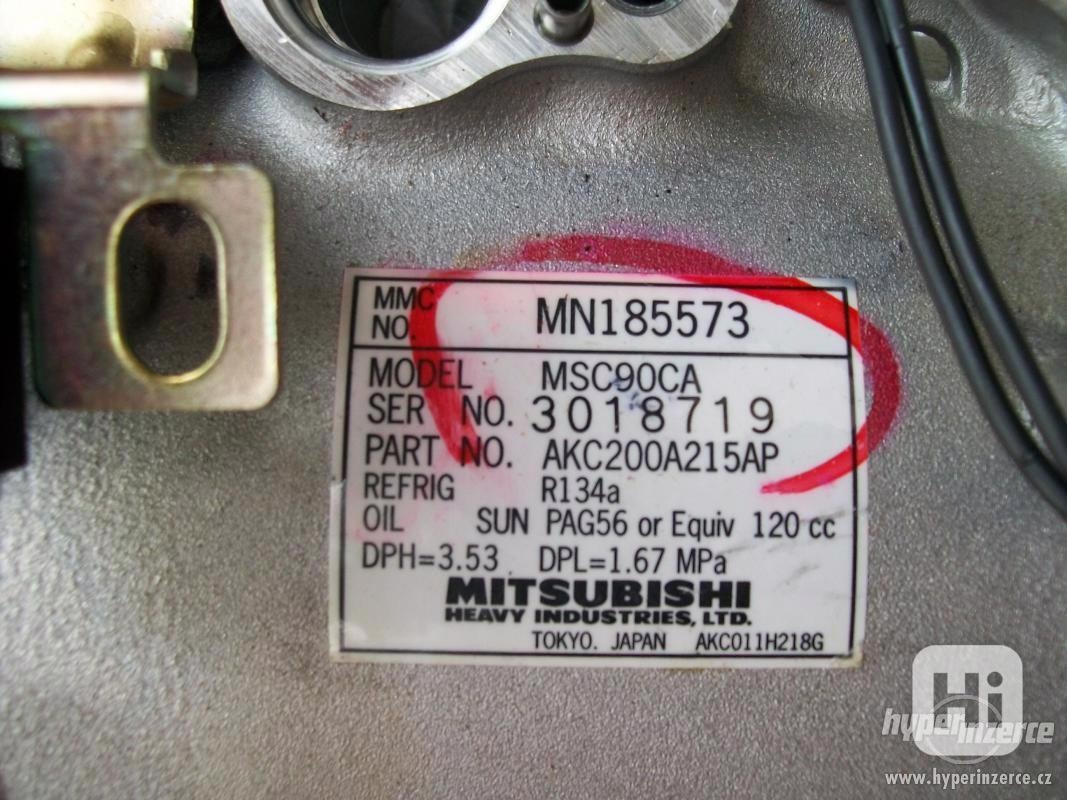 MMC
NO. MN185573
MODEL MSC90CA
SER NO. 3018719
PART NO. AKC200A215AP
REFRIG R134a
OIL SUN PAG56 or Equiv 120 cc
DPH=3.53 DPL=1.67 MPa
MITSUBISHI
HEAVY INDUSTRIES, LTD.
TOKYO. JAPAN AKC011H218G
Hi
hyperinzerce
www.hyperinzerce.cz